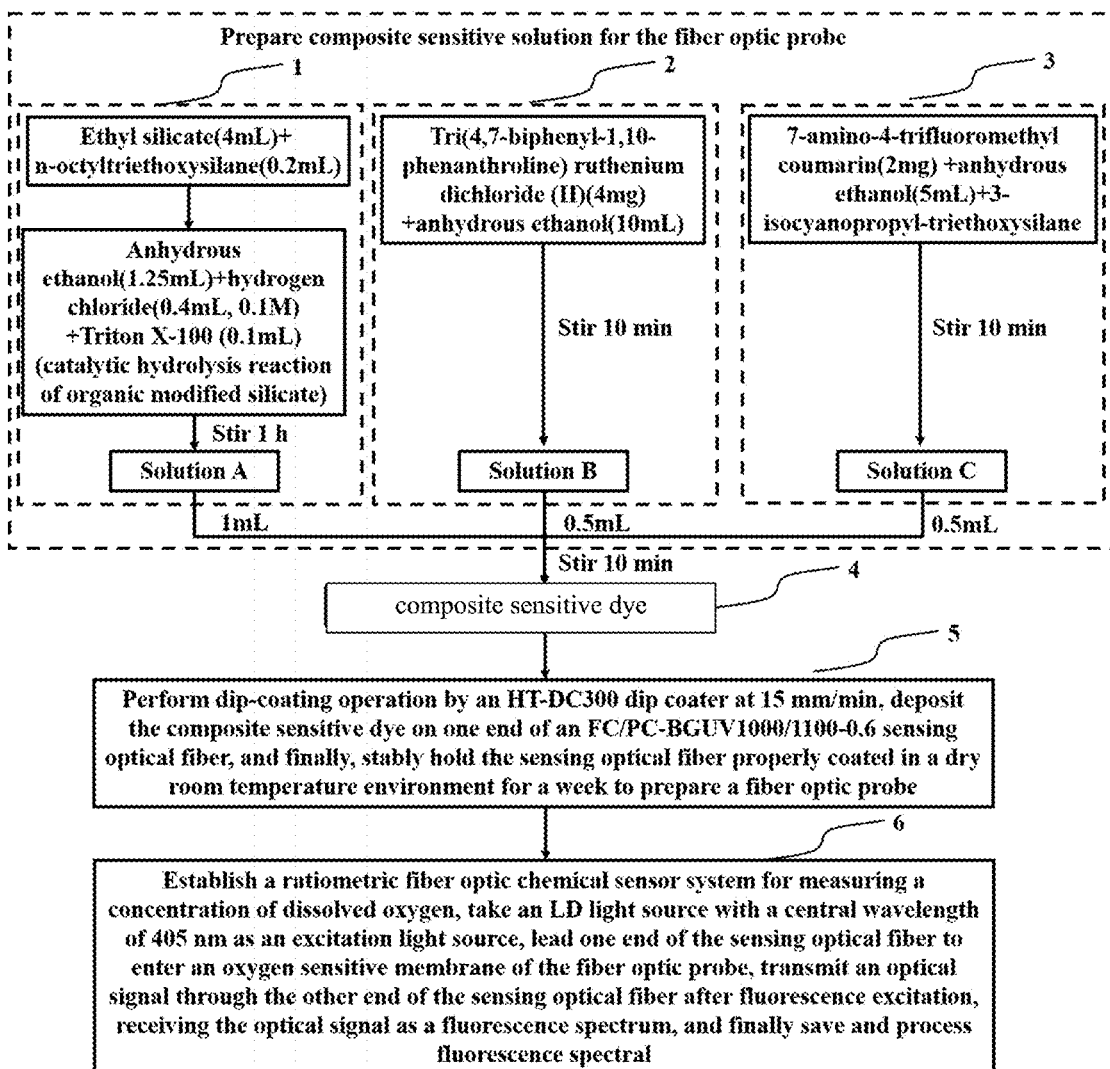 Prepare composite sensitive solution for the fiber optic probe
1
2
3
Ethyl silicate(4mL)+
n-octyltriethoxysilane(0.2mL)
Anhydrous
ethanol(1.25mL)+hydrogen
chloride(0.4mL, 0.1M)
+Triton X-100 (0.1mL)
(catalytic hydrolysis reaction
of organic modified silicate)
Stir 1 h
Solution A
1mL
Tri(4,7-biphenyl-1,10-
phenanthroline) ruthenium
dichloride (II)(4mg)
+anhydrous ethanol(10mL)
Stir 10 min
Solution B
0.5mL
7-amino-4-trifluoromethyl
coumarin(2mg) +anhydrous
ethanol(5mL)+3-
isocyanopropyl-triethoxysilane
Stir 10 min
Solution C
0.5mL
Stir 10 min
4
composite sensitive dye
5
Perform dip-coating operation by an HT-DC300 dip coater at 15 mm/min, deposit
the composite sensitive dye on one end of an FC/PC-BGUV1000/1100-0.6 sensing
optical fiber, and finally, stably hold the sensing optical fiber properly coated in a dry
room temperature environment for a week to prepare a fiber optic probe
6
Establish a ratiometric fiber optic chemical sensor system for measuring a
concentration of dissolved oxygen, take an LD light source with a central wavelength
of 405 nm as an excitation light source, lead one end of the sensing optical fiber to
enter an oxygen sensitive membrane of the fiber optic probe, transmit an optical
signal through the other end of the sensing optical fiber after fluorescence excitation,
receiving the optical signal as a fluorescence spectrum, and finally save and process
fluorescence spectral